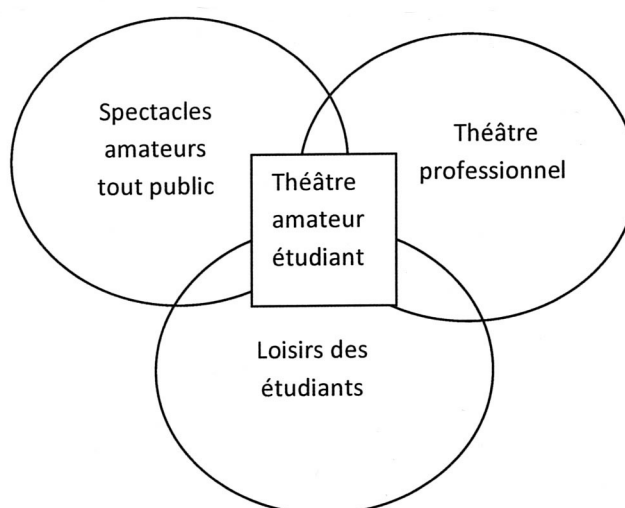 Spectacles
amateurs
tout public
Théâtre
professionnel
Théâtre
amateur
étudiant
Loisirs des
étudiants